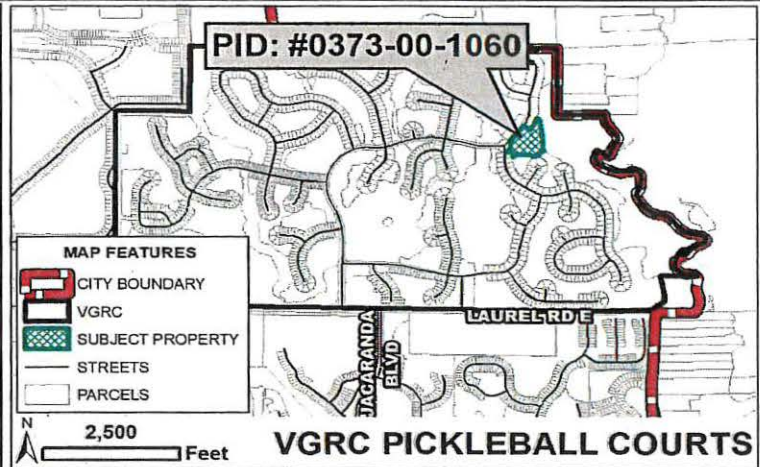 PID: #0373-00-1060
MAP FEATURES
CITY BOUNDARY
VGRC
SUBJECT PROPERTY
STREETS
PARCELS
LAUREL RD E
JACARANDA
BLVD
N
2,500
Feet
VGRC PICKLEBALL COURTS